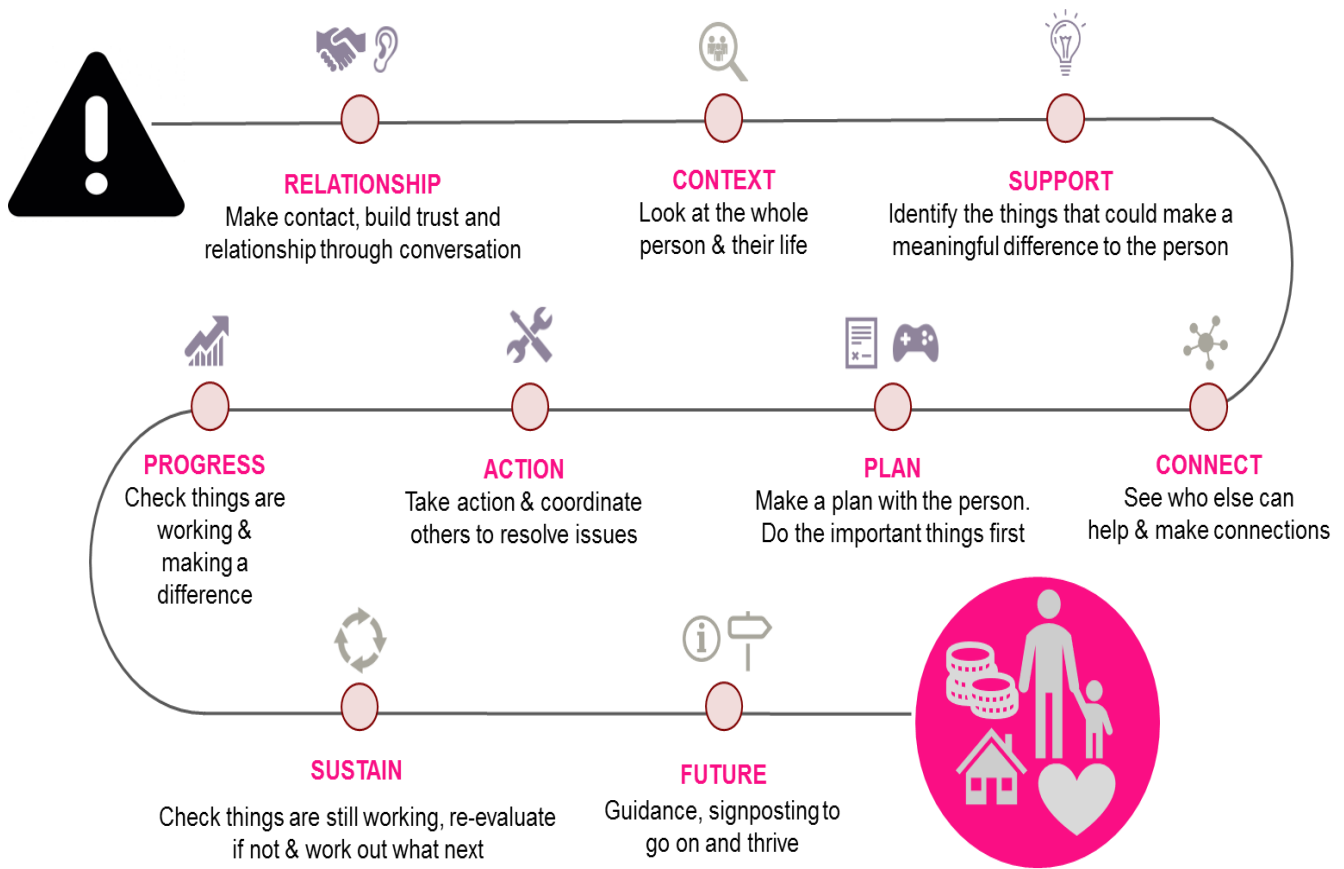 RELATIONSHIP
Make contact, build trust and
relationship through conversation
CONTEXT
Look at the whole
person & their life
SUPPORT
Identify the things that could make a
meaningful difference to the person
CONNECT
See who else can
help & make connections
PLAN
Make a plan with the person.
Do the important things first
ACTION
Take action & coordinate
others to resolve issues
PROGRESS
Check things are
working &
making a
difference
SUSTAIN
Check things are still working, re-evaluate
if not & work out what next
FUTURE
Guidance, signposting to
go on and thrive